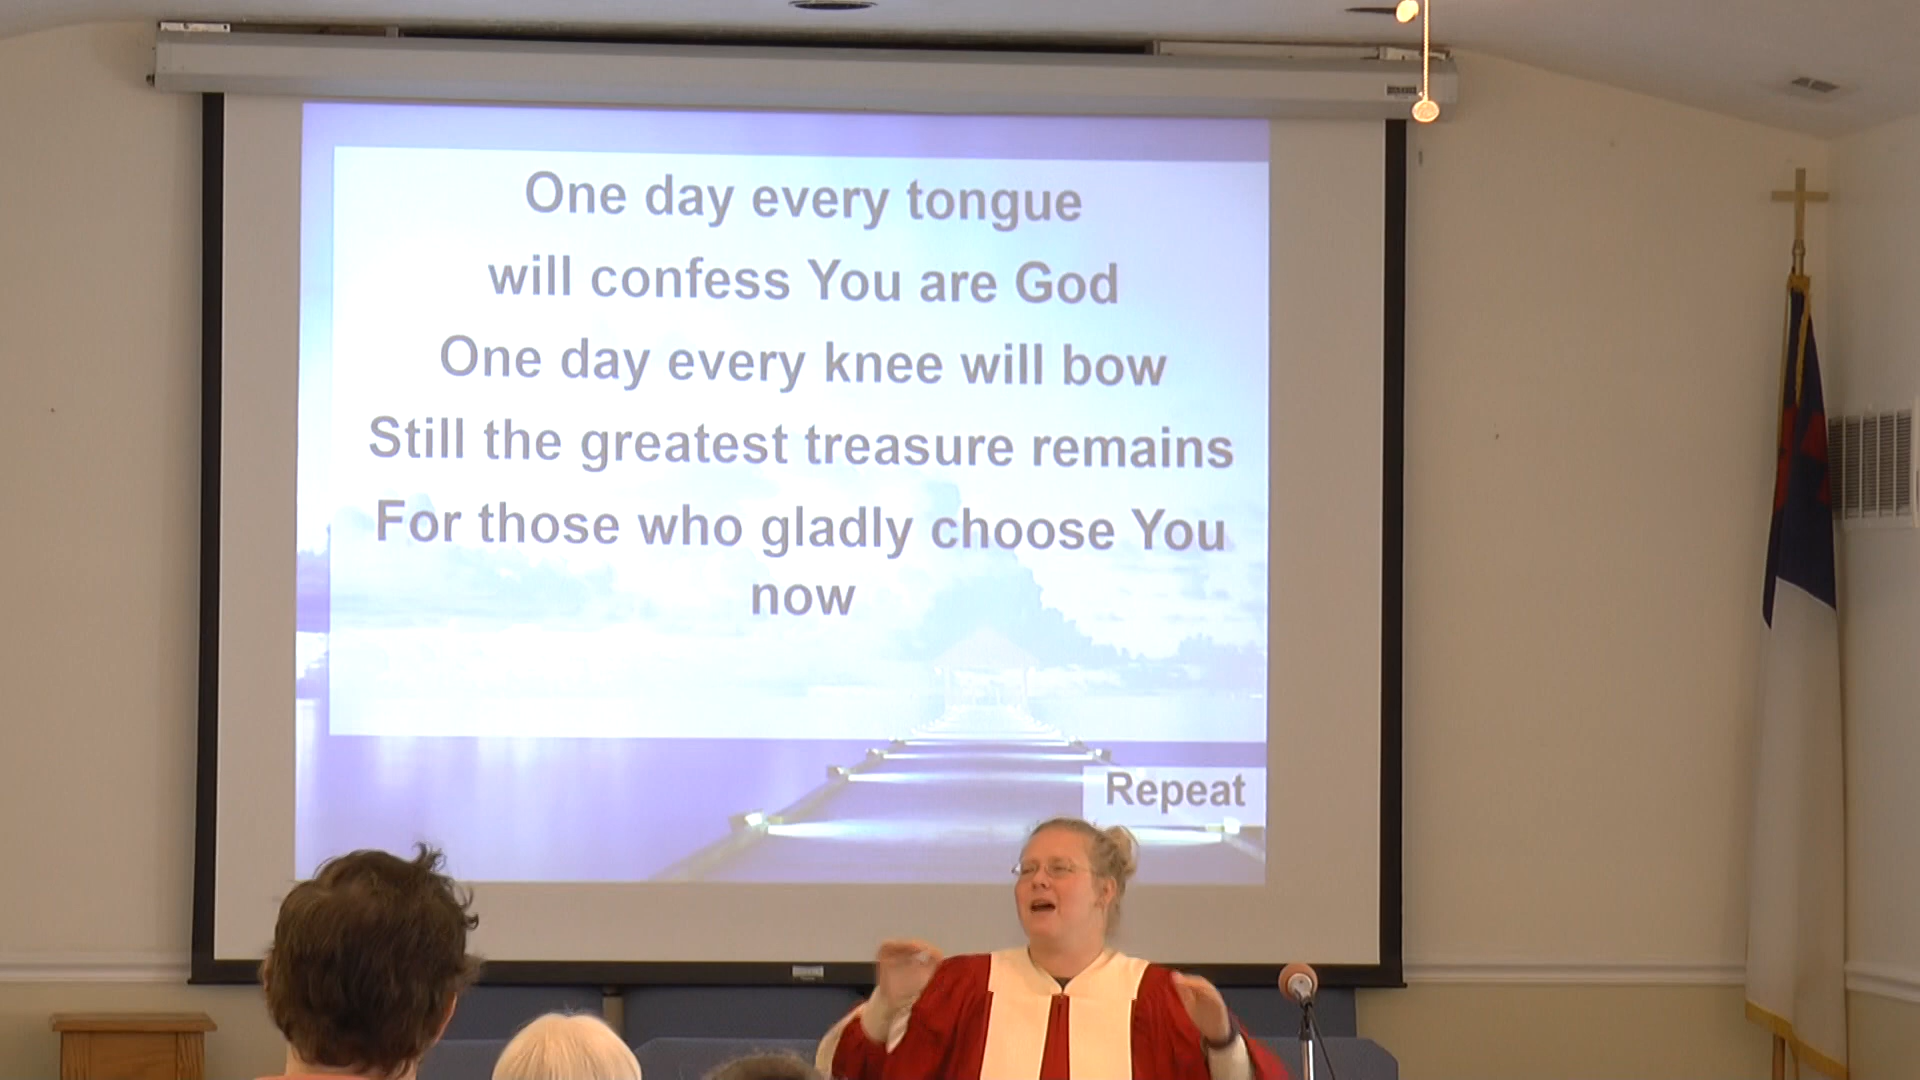 One day every tongue
will confess You are God
One day every knee will bow
Still the greatest treasure remains
For those who gladly choose You
now
Repeat